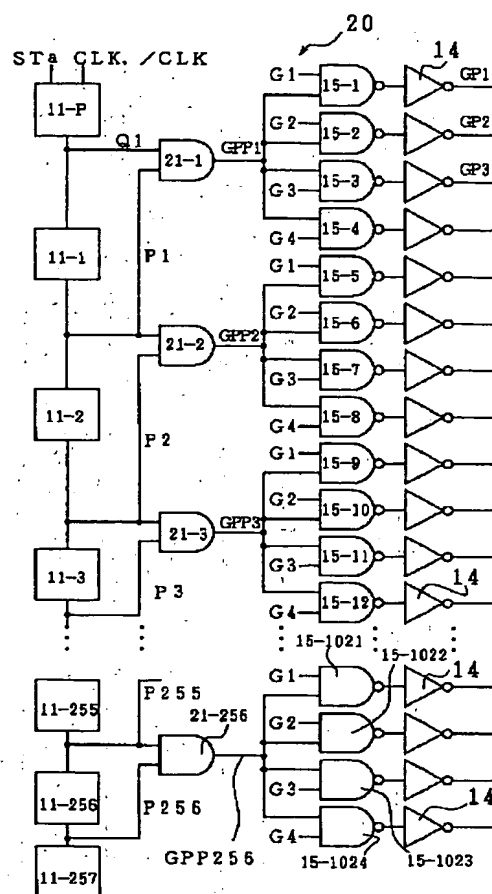 20
STa CLK, /CLK
14
G1
15-1
GP1
11-P
G2
15-2
GP2
Q1
21-1
GPP1
15-3
GP3
G3
15-4
G4
11-1
P1
G1
15-5
G2
15-6
21-2
GPP2
15-7
G3
15-8
G4
11-2
P2
G1
15-9
G2
15-10
21-3
GPP3
15-11
G3
11-3
P3
15-12
14
G4
15-1021
15-1022
G1
14
P255
11-255
21-256
G2
11-256
P256
G3
14
G4
GPP256
15-1024
15-1023
11-257